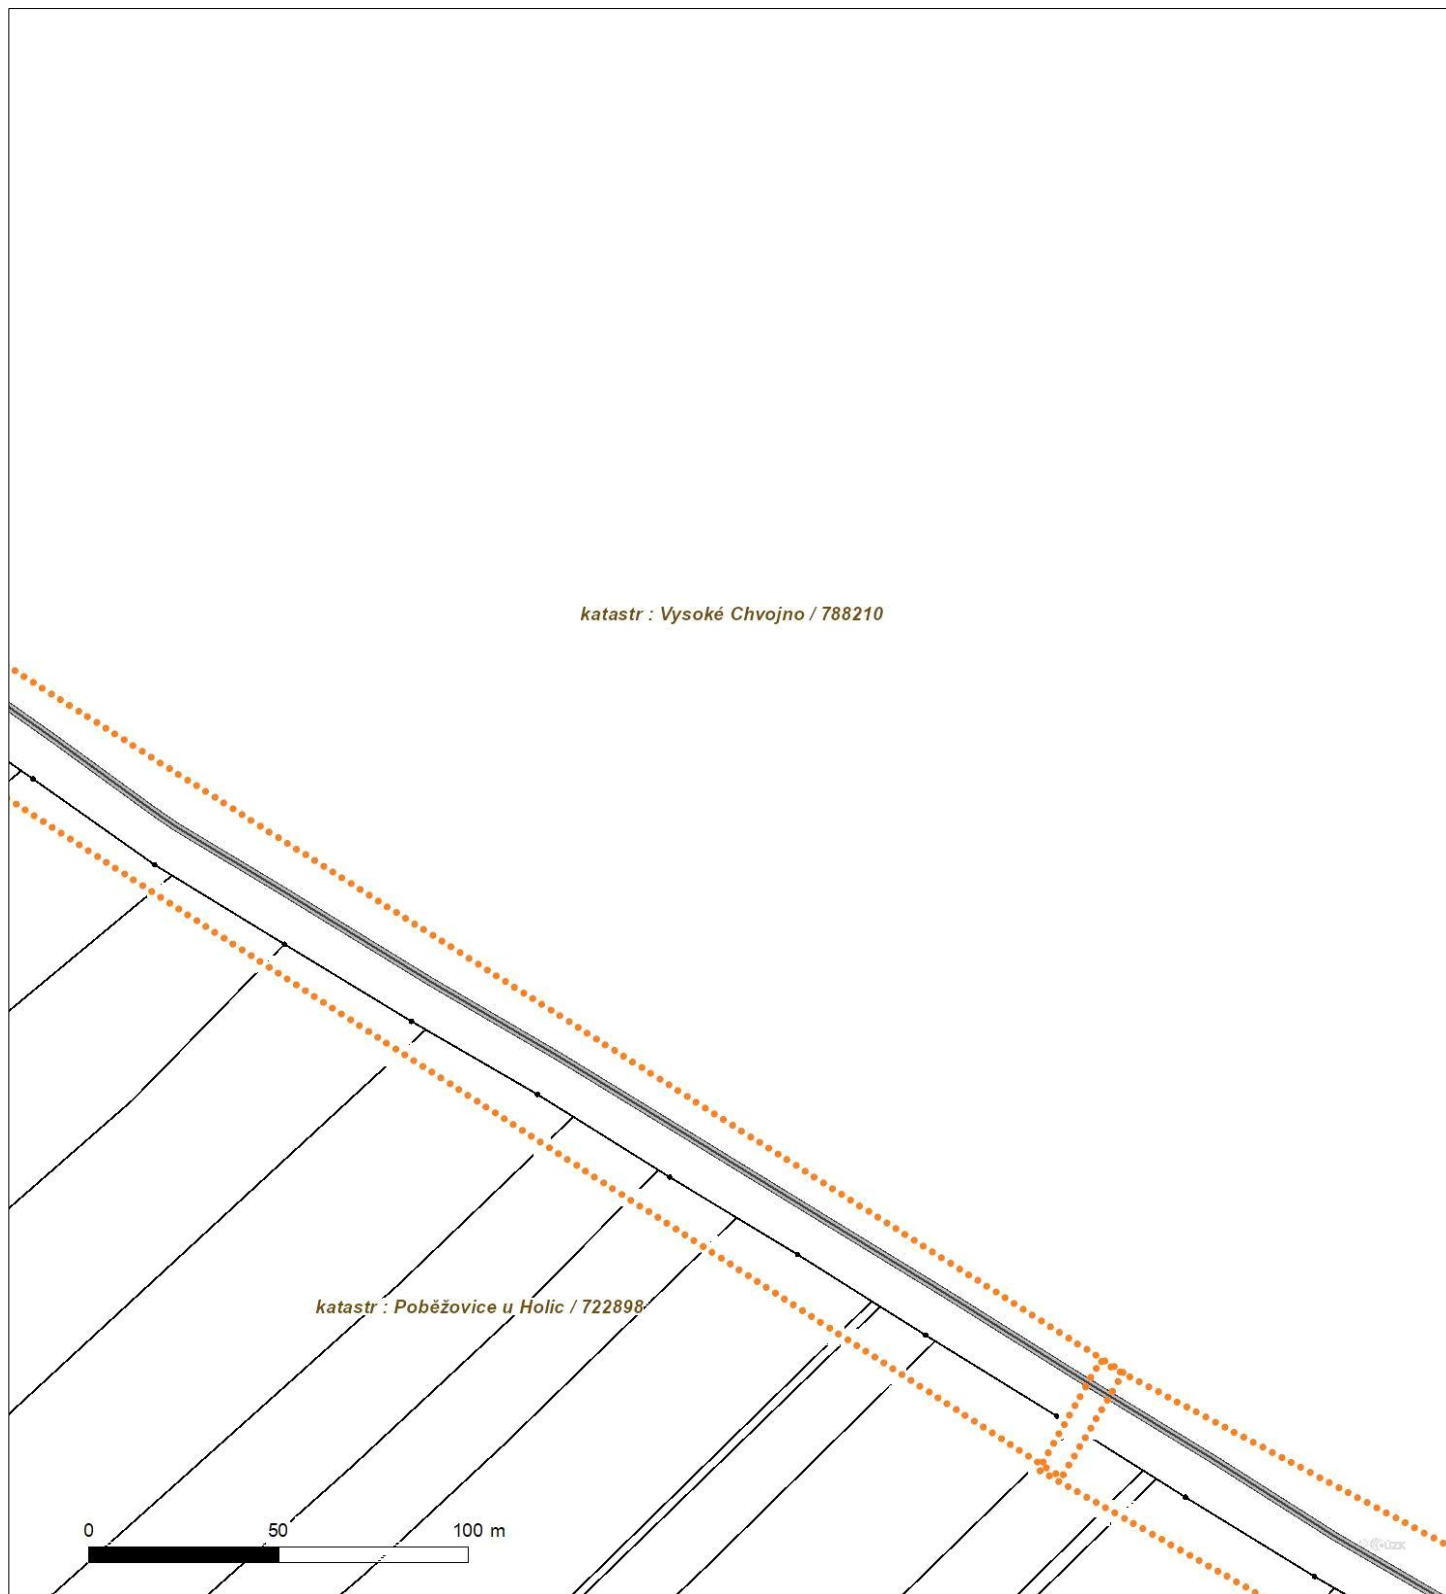 katastr : Vysoké Chvojno / 788210
katastr : Poběžovice u Holic / 722898
0 50 100 m